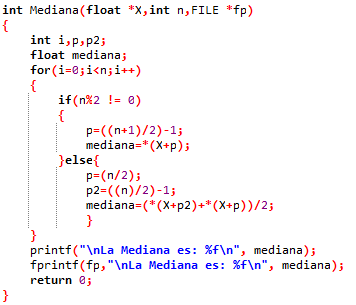 int Mediana(float *X,int n,FILE *fp)
{
    int i,p,p2;
    float mediana;
    for(i=0;i<n;i++)
    {
        if(n%2 != 0)
        {
            p=((n+1)/2)-1;
            mediana=*(X+p);
        }else{
            p=(n/2);
            p2=((n)/2)-1;
            mediana=(*(X+p2)+*(X+p))/2;
            }
    }
    printf("\nLa Mediana es: %f\n", mediana);
    fprintf(fp,"\nLa Mediana es: %f\n", mediana);
    return 0;
}